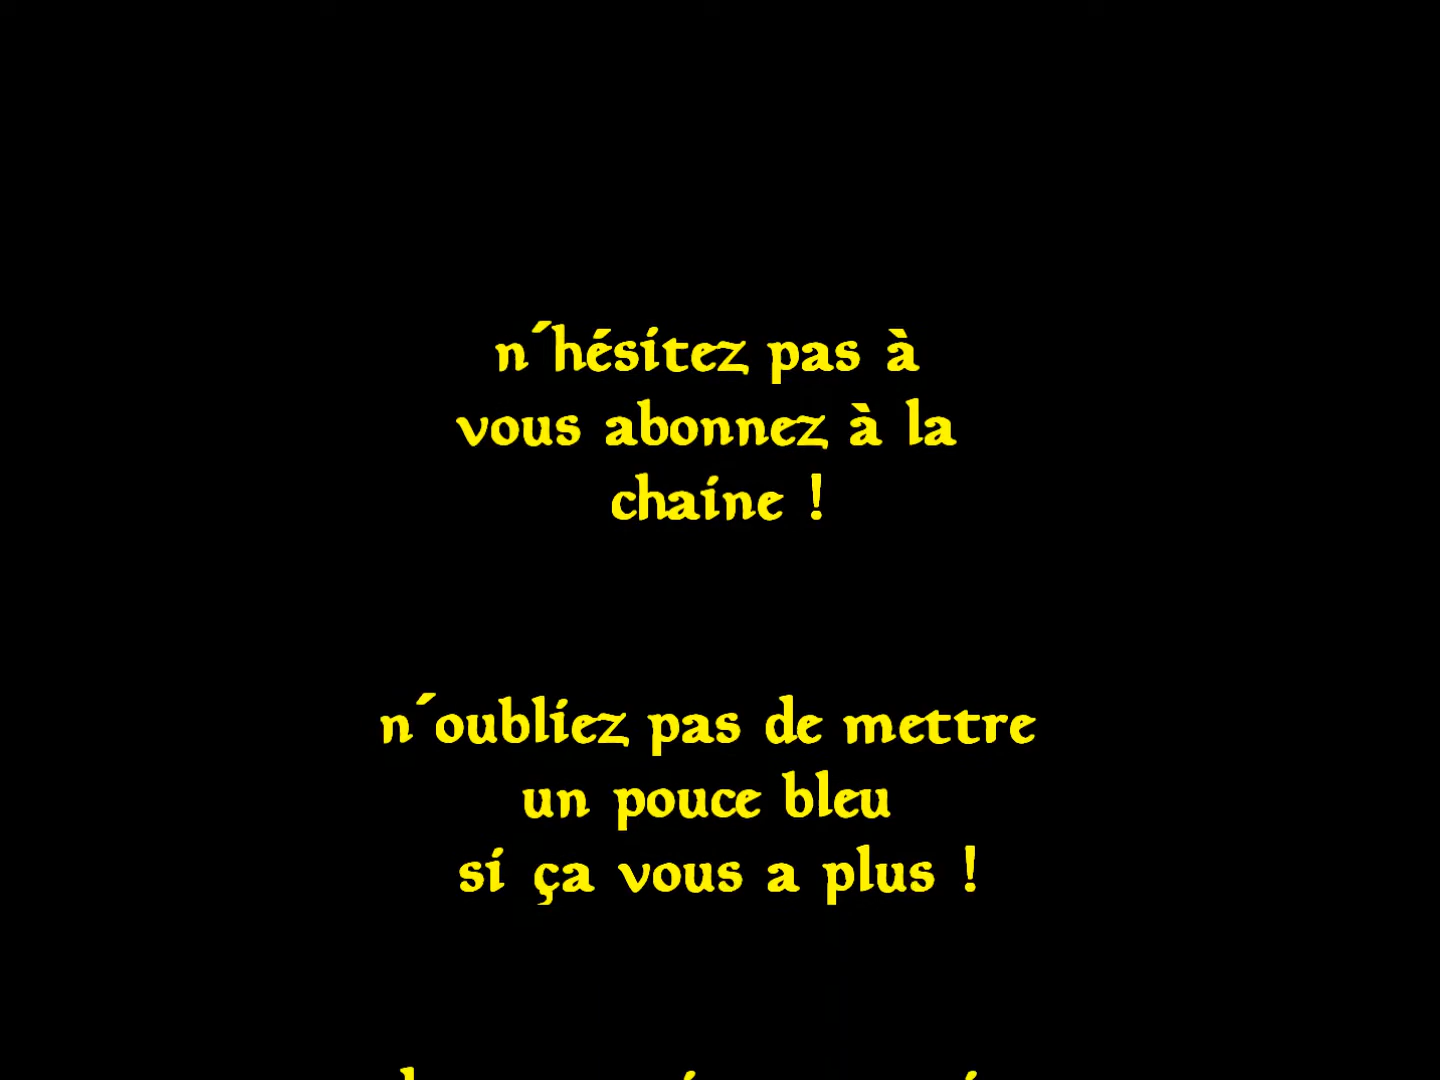 n´hésitez pas à
vous abonnez à la
chaine !
n´oubliez pas de mettre
un pouce bleu
si ça vous a plus !